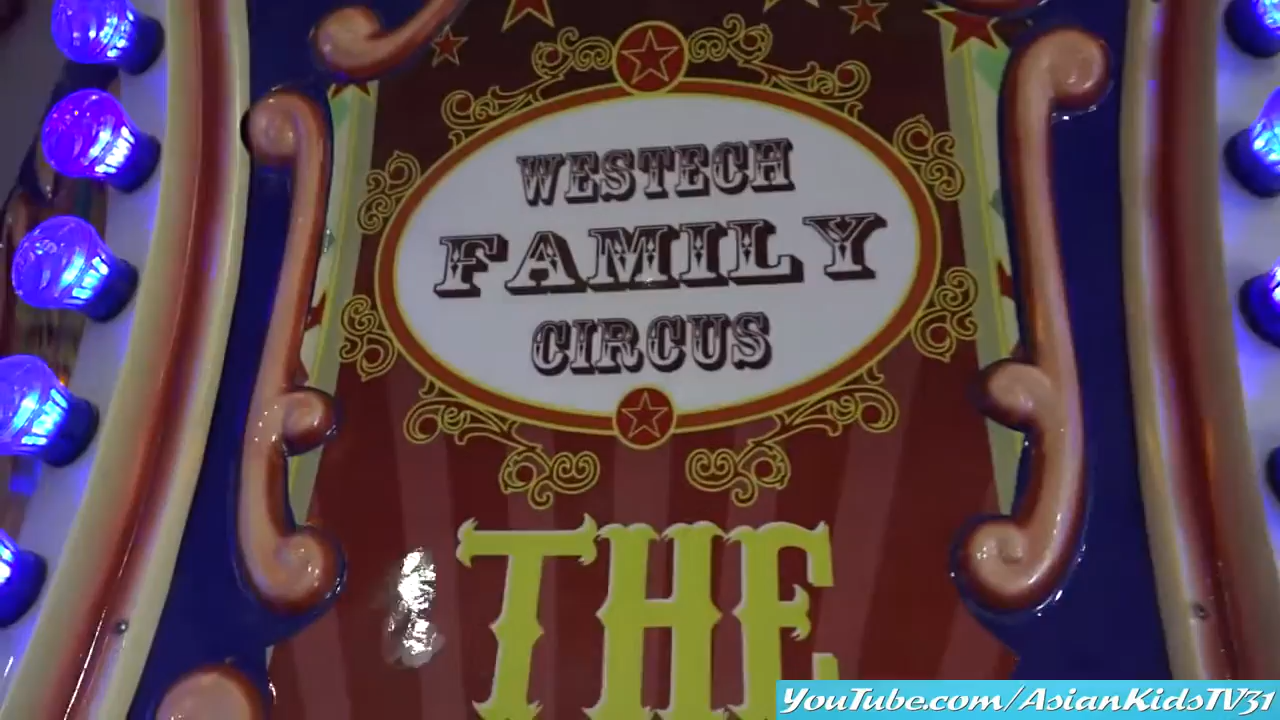 WESTECH
FAMILY
CIRCUS
THE
YouTube.com/AsianKidsTV31